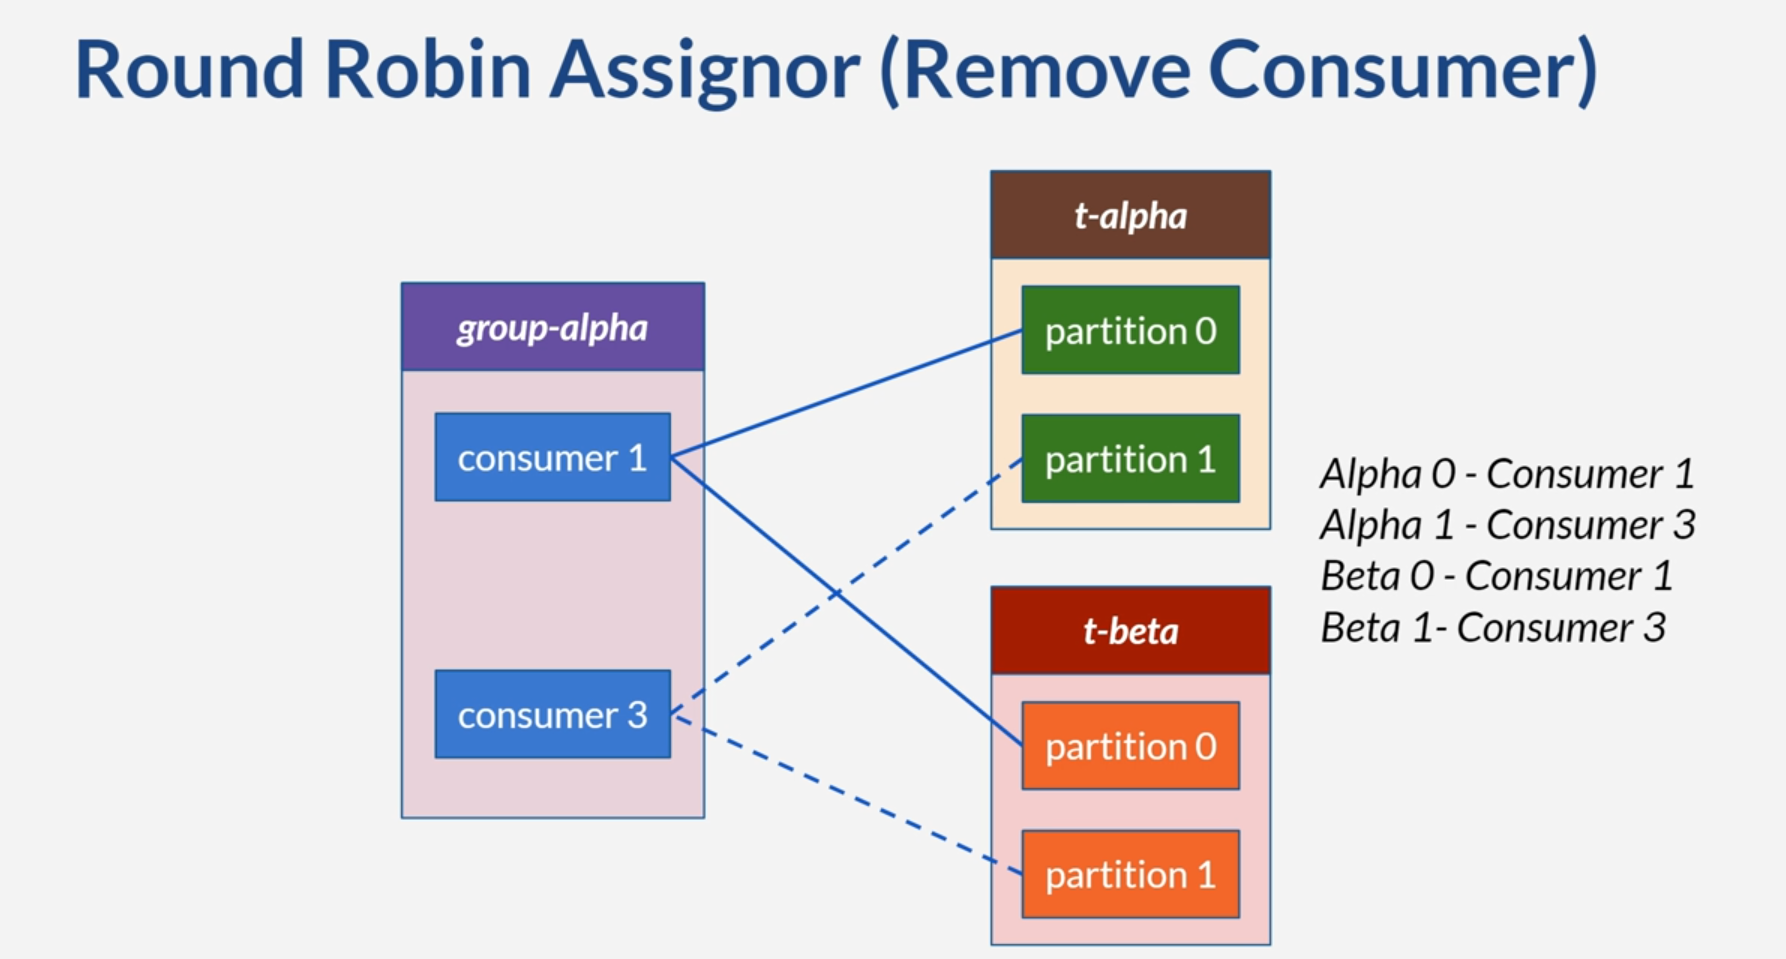 Round Robin Assignor (Remove Consumer)
group-alpha
consumer 1
consumer 3
t-alpha
partition 0
partition 1
t-beta
partition 0
partition 1
Alpha 0 - Consumer 1
Alpha 1 - Consumer 3
Beta 0 - Consumer 1
Beta 1- Consumer 3